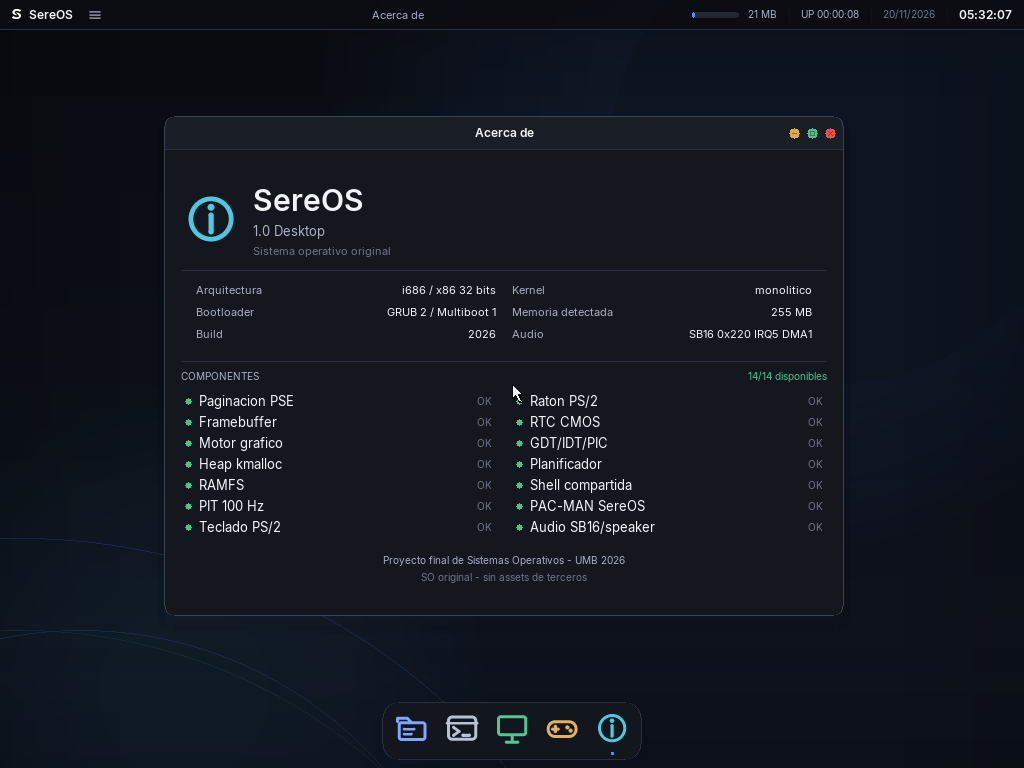 S SereOS Acerca de 21 MB UP 00:00:08 20/11/2026 05:32:07
Acerca de
SereOS
1.0 Desktop
Sistema operativo original
Arquitectura i686 / x86 32 bits Kernel monolitico
Bootloader GRUB 2 / Multiboot 1 Memoria detectada 255 MB
Build 2026 Audio SB16 0x220 IRQ5 DMA1
COMPONENTES 14/14 disponibles
Paginacion PSE OK Raton PS/2 OK
Framebuffer OK RTC CMOS OK
Motor grafico OK GDT/IDT/PIC OK
Heap kmalloc OK Planificador OK
RAMFS OK Shell compartida OK
PIT 100 Hz OK PAC-MAN SereOS OK
Teclado PS/2 OK Audio SB16/speaker OK
Proyecto final de Sistemas Operativos - UMB 2026
SO original - sin assets de terceros